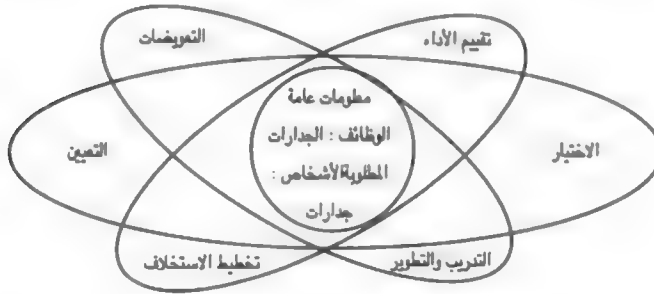 تقييم الأداء
التعويضات
معلومات عامة
الوظائف : الجدارات
المطلوبة الأشخاص :
جدارات
الاختيار
التعيين
التدريب والتطوير
تخطيط الاستخلاف